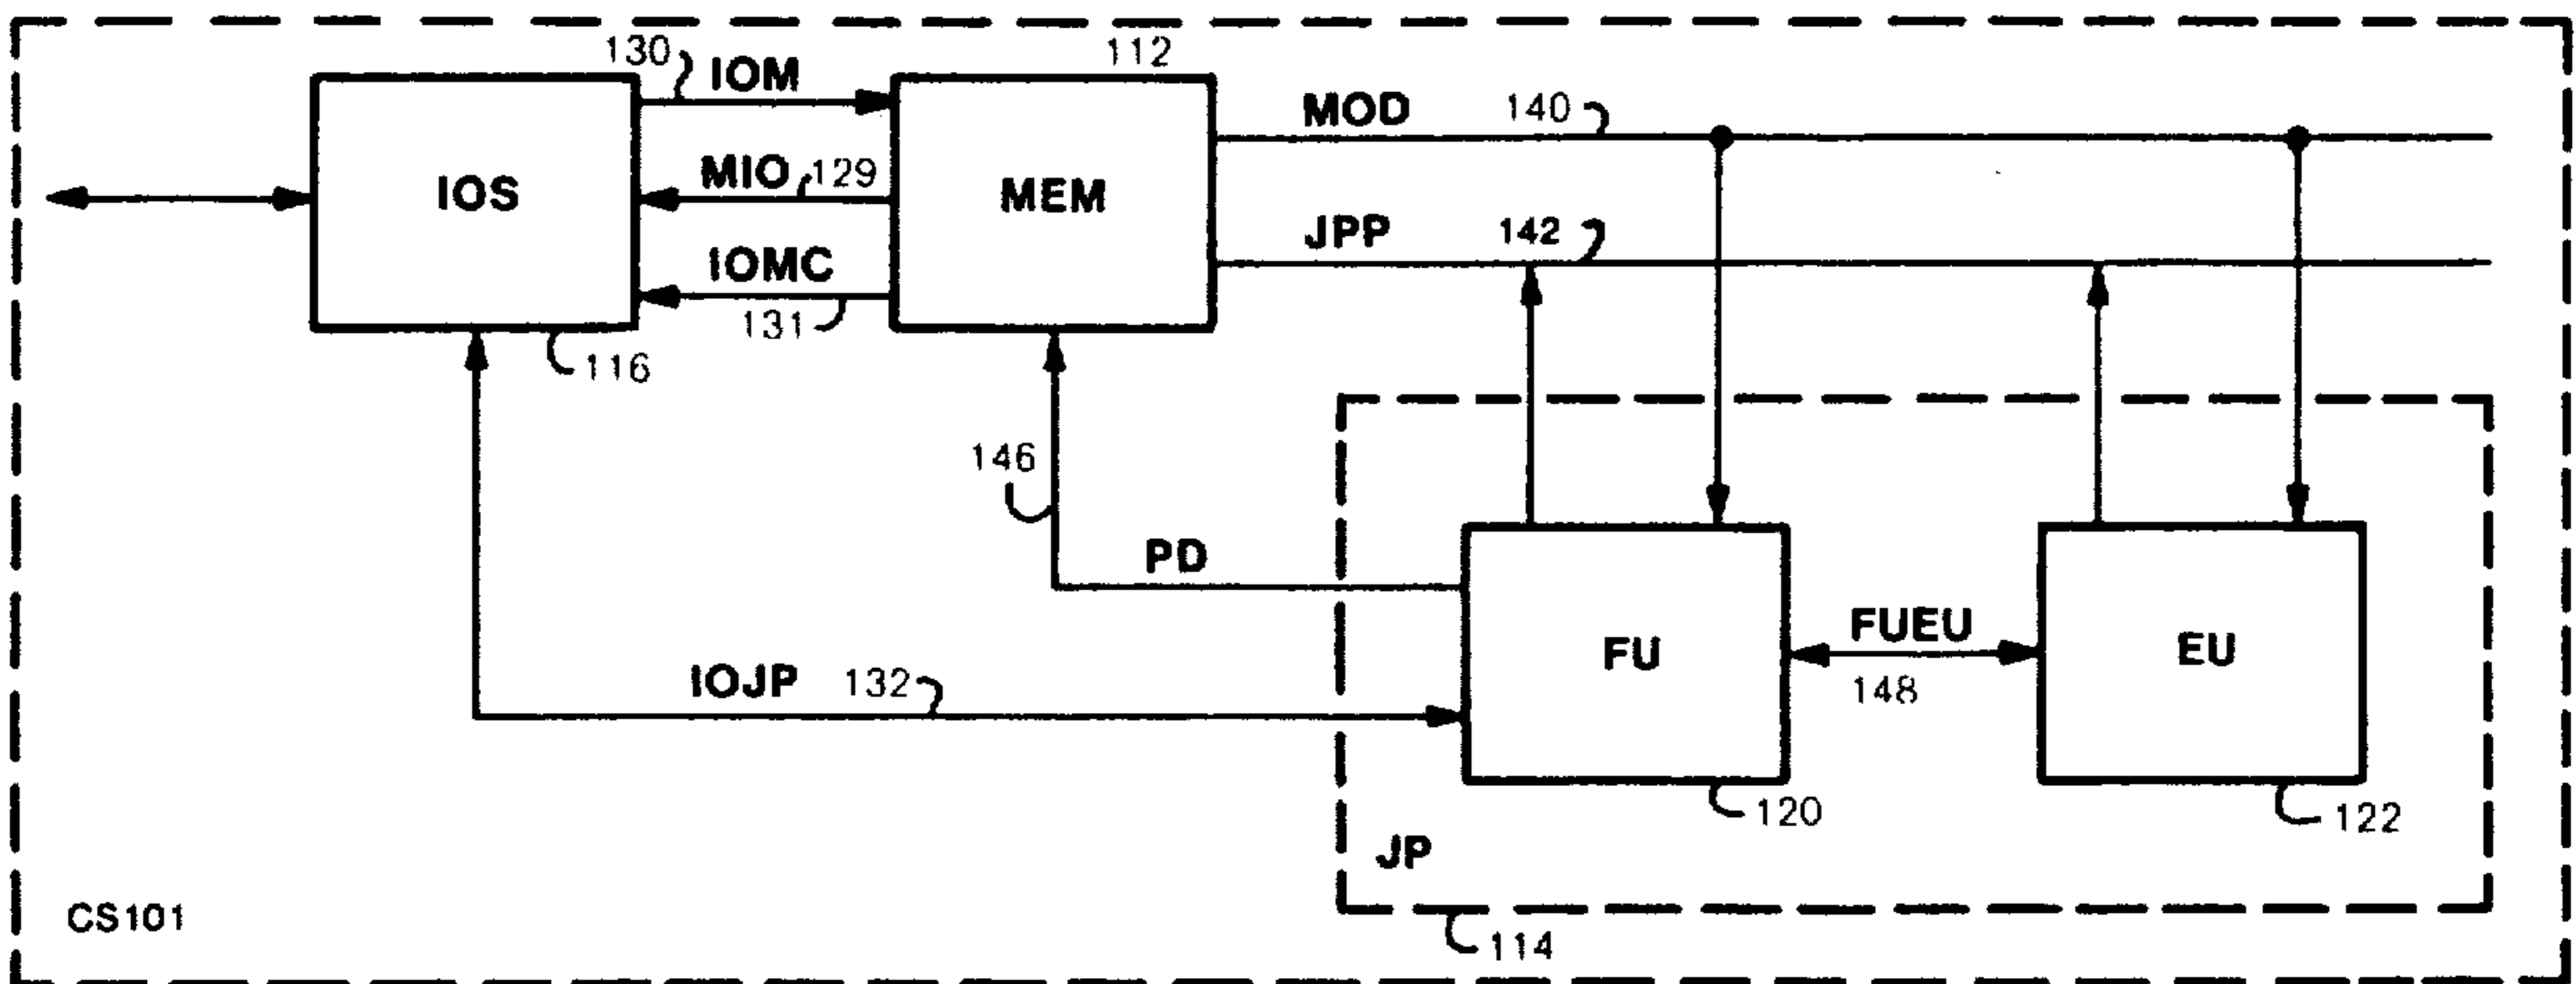 130
IOM
112
MOD
140
MIO
129
IOS
MEM
JPP
142
IOMC
131
116
146
PD
FUEU
FU
EU
148
IOJP
132
120
122
JP
CS101
114